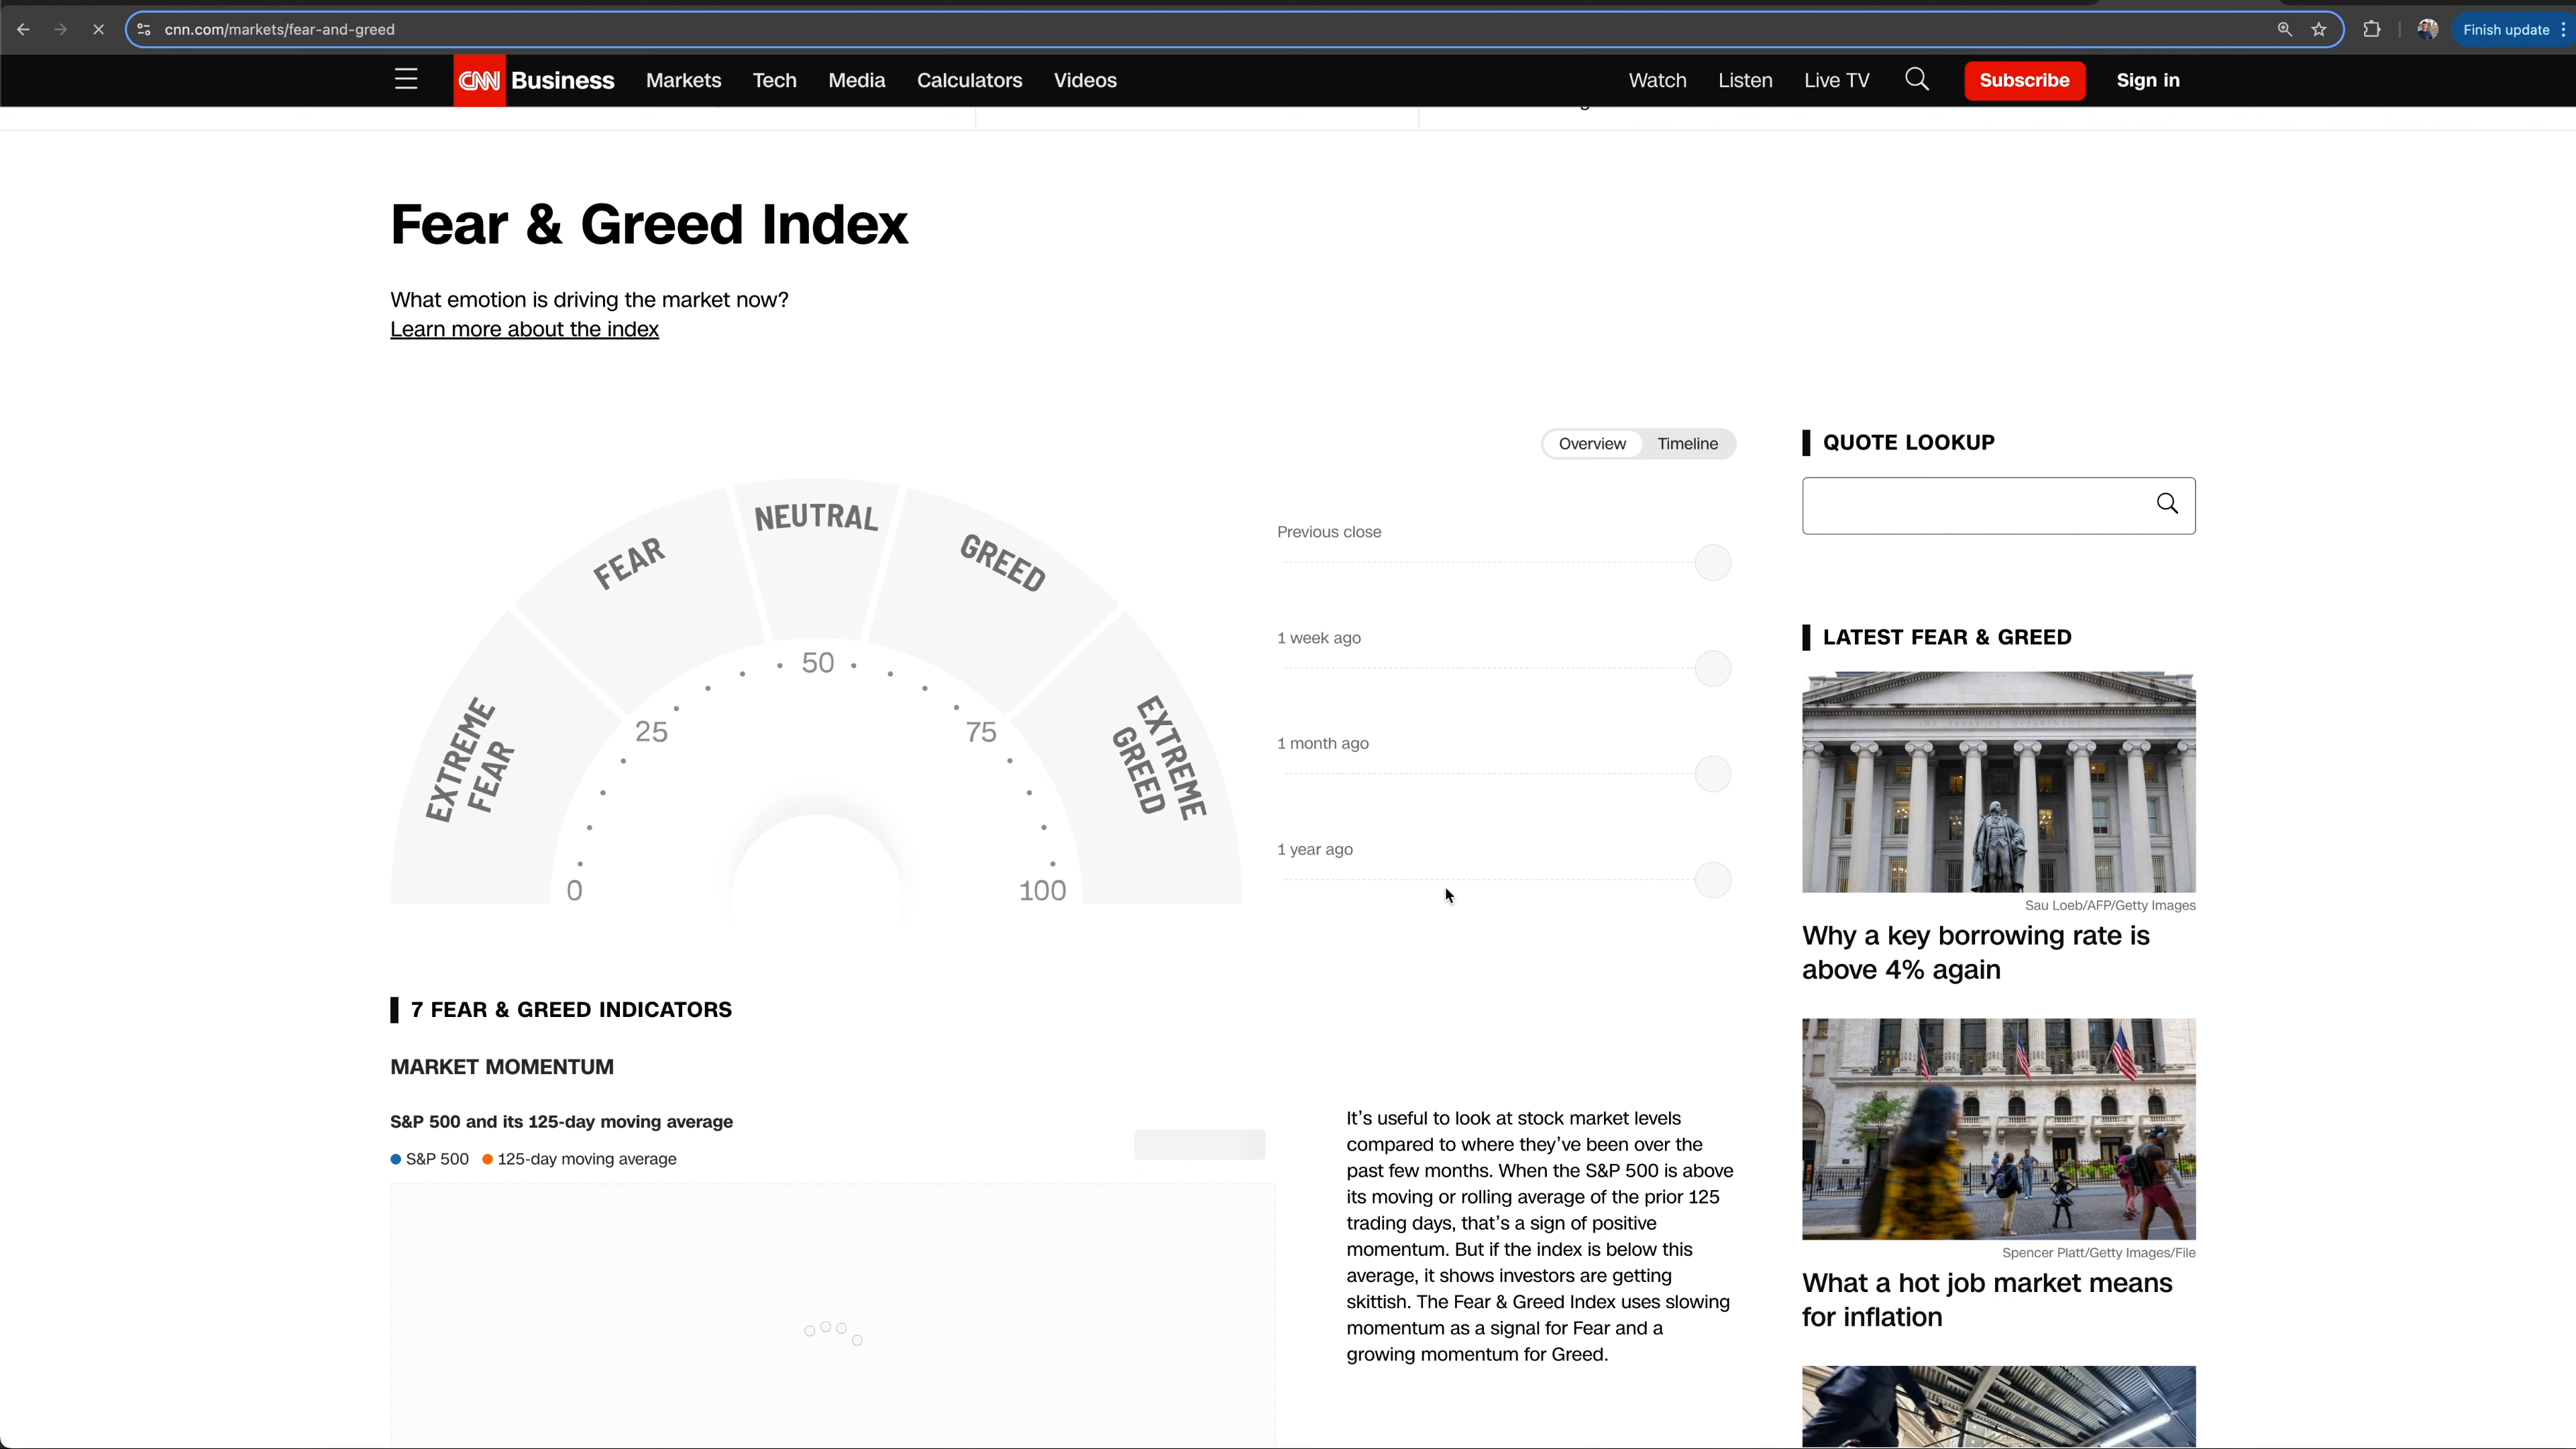 cnn.com/markets/fear-and-greed
Finish update
CNN Business Markets Tech Media Calculators Videos
Watch Listen Live TV Subscribe Sign in
Fear & Greed Index
What emotion is driving the market now?
Learn more about the index
Overview Timeline
EXTREME FEAR
FEAR
NEUTRAL
GREED
EXTREME GREED
0
25
50
75
100
Previous close
1 week ago
1 month ago
1 year ago
7 FEAR & GREED INDICATORS
MARKET MOMENTUM
S&P 500 and its 125-day moving average
S&P 500 125-day moving average
It’s useful to look at stock market levels
compared to where they’ve been over the
past few months. When the S&P 500 is above
its moving or rolling average of the prior 125
trading days, that’s a sign of positive
momentum. But if the index is below this
average, it shows investors are getting
skittish. The Fear & Greed Index uses slowing
momentum as a signal for Fear and a
growing momentum for Greed.
QUOTE LOOKUP
LATEST FEAR & GREED
Sau Loeb/AFP/Getty Images
Why a key borrowing rate is
above 4% again
Spencer Platt/Getty Images/File
What a hot job market means
for inflation